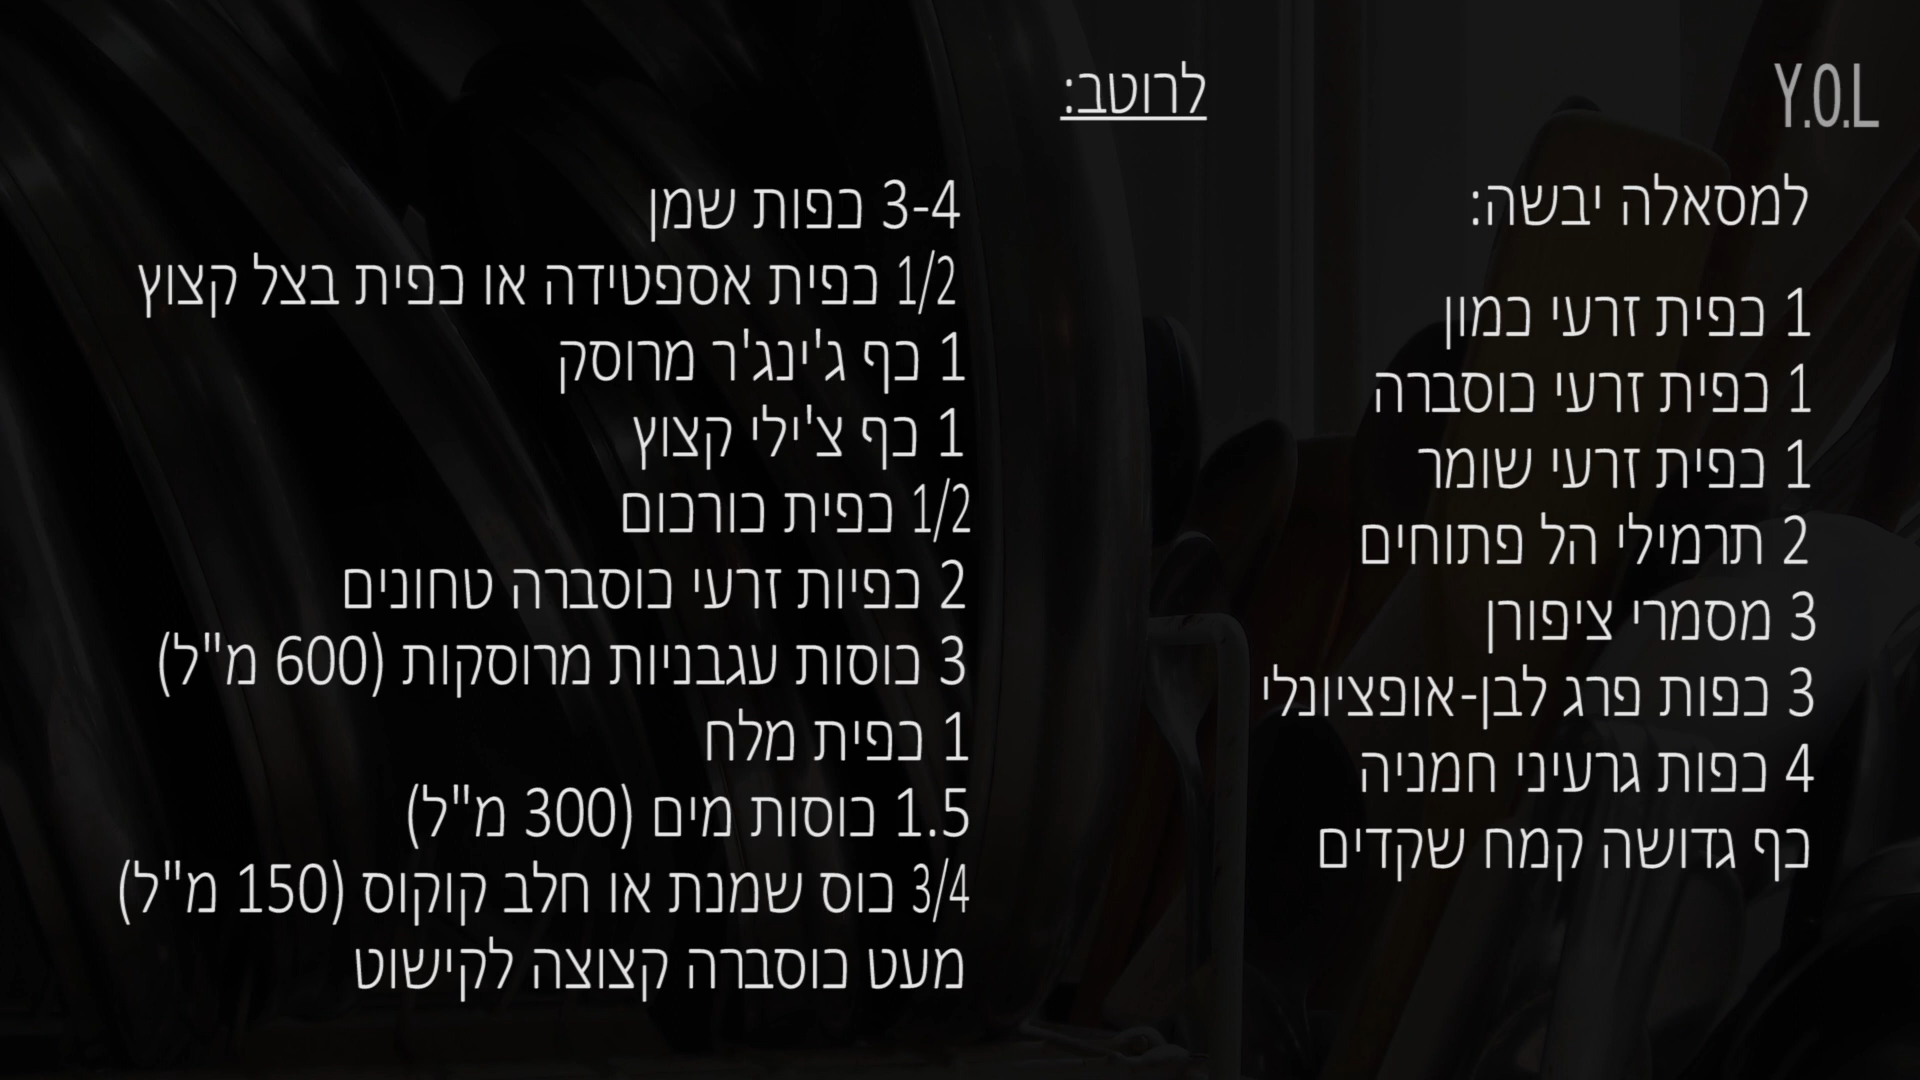 Y.O.L
לרוטב:
למסאלה יבשה:
1 כפית זרעי כמון
1 כפית זרעי כוסברה
1 כפית זרעי שומר
2 תרמילי הל פתוחים
3 מסמרי ציפורן
3 כפות פרג לבן-אופציונלי
4 כפות גרעיני חמניה
כף גדושה קמח שקדים
3-4 כפות שמן
1/2 כפית אספטידה או כפית בצל קצוץ
1 כף ג'ינג'ר מרוסק
1 כף צ'ילי קצוץ
1/2 כפית כורכום
2 כפיות זרעי כוסברה טחונים
3 כוסות עגבניות מרוסקות (600 מ"ל)
1 כפית מלח
1.5 כוסות מים (300 מ"ל)
3/4 כוס שמנת או חלב קוקוס (150 מ"ל)
מעט כוסברה קצוצה לקישוט